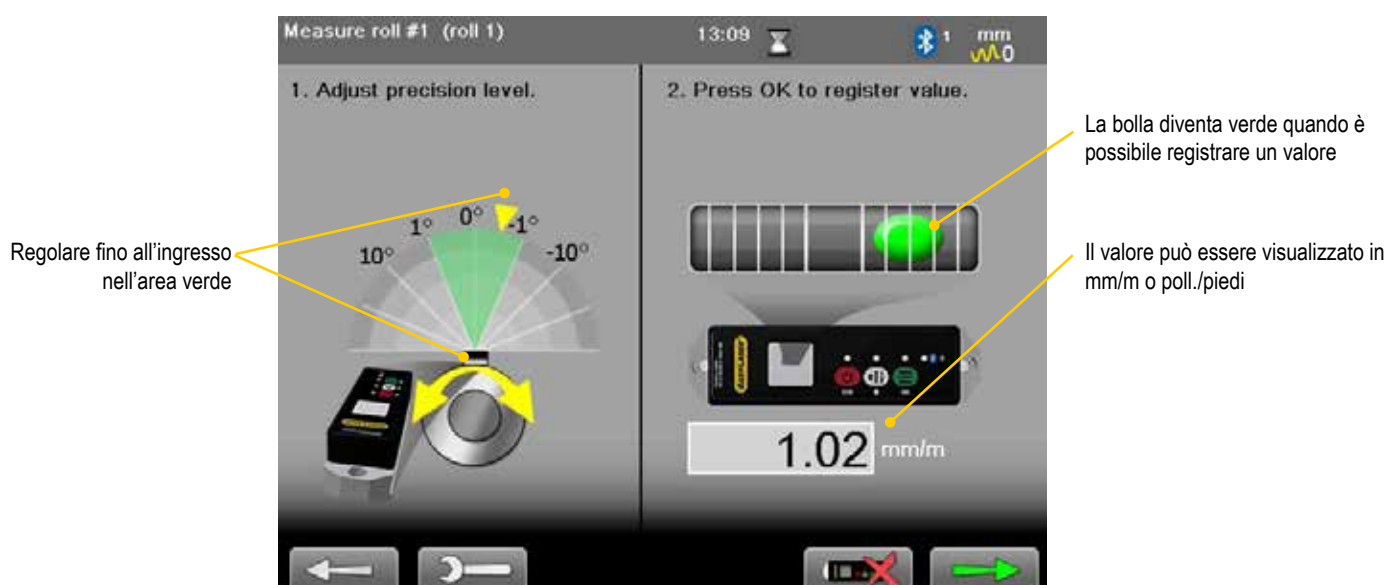 Measure roll #1 (roll 1)
13:09
1
mm
0
1. Adjust precision level.
2. Press OK to register value.
La bolla diventa verde quando è
possibile registrare un valore
10°
1°
0°
-1°
-10°
Regolare fino all'ingresso
nell'area verde
Il valore può essere visualizzato in
mm/m o poll./piedi
EASY-LASER
1.02 mm/m